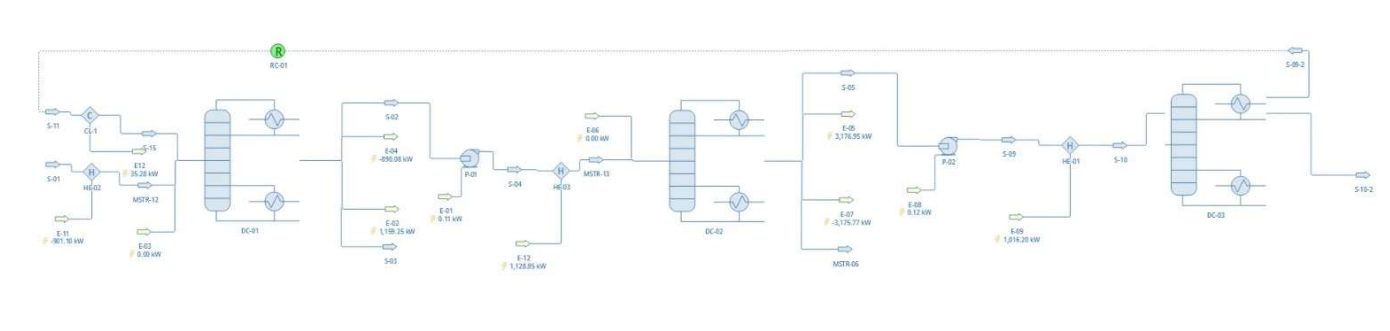 R
RC-01
S-09-2
S-11
C
CL-1
S-15
E12
35.28 kW
S-01
H
HE-02
MSTR-12
E-11
-901.10 kW
E-03
0.00 kW
DC-01
S-02
E-04
-890.08 kW
E-02
1,159.25 kW
S-03
P-01
E-01
0.11 kW
S-04
E-06
0.00 kW
H
HE-03
MSTR-13
E-12
1,128.85 kW
DC-02
S-05
E-05
3,176.95 kW
E-07
-3,175.77 kW
MSTR-06
P-02
E-08
0.12 kW
S-09
H
HE-01
E-09
1,016.20 kW
S-10
DC-03
S-10-2